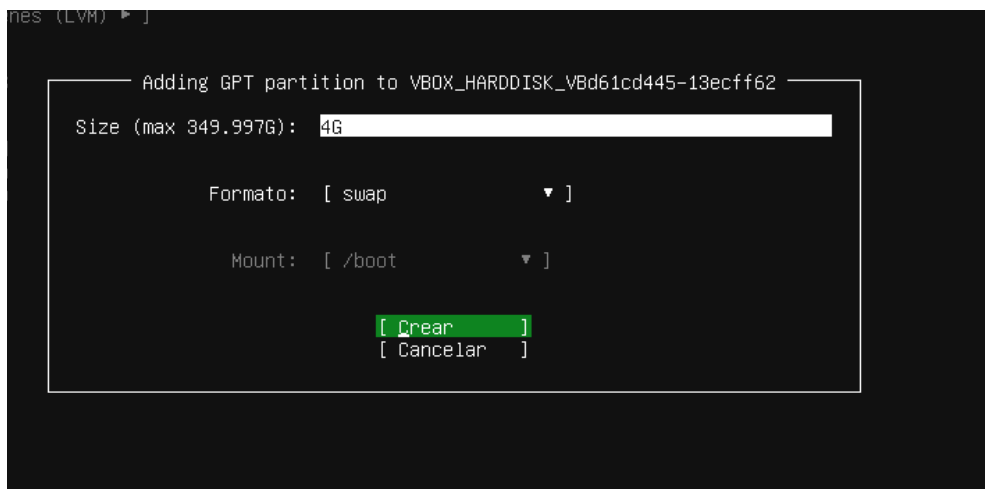 nes (LVM) ▸ ]
Adding GPT partition to VBOX_HARDDISK_VBd61cd445-13ecff62
Size (max 349.997G): 4G
Formato: [ swap ▾ ]
Mount: [ /boot ▾ ]
[ Crear ]
[ Cancelar ]